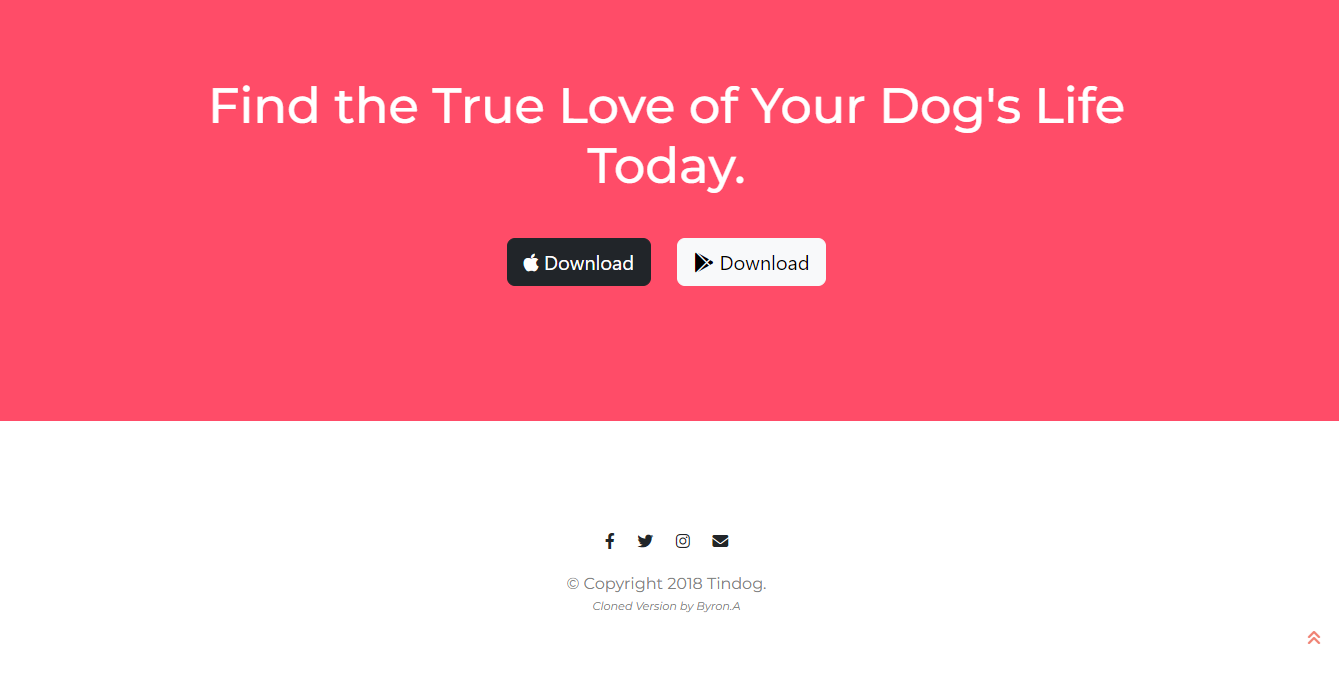 Find the True Love of Your Dog's Life
Today.
Download
Download
© Copyright 2018 Tindog.
Cloned Version by Byron.A